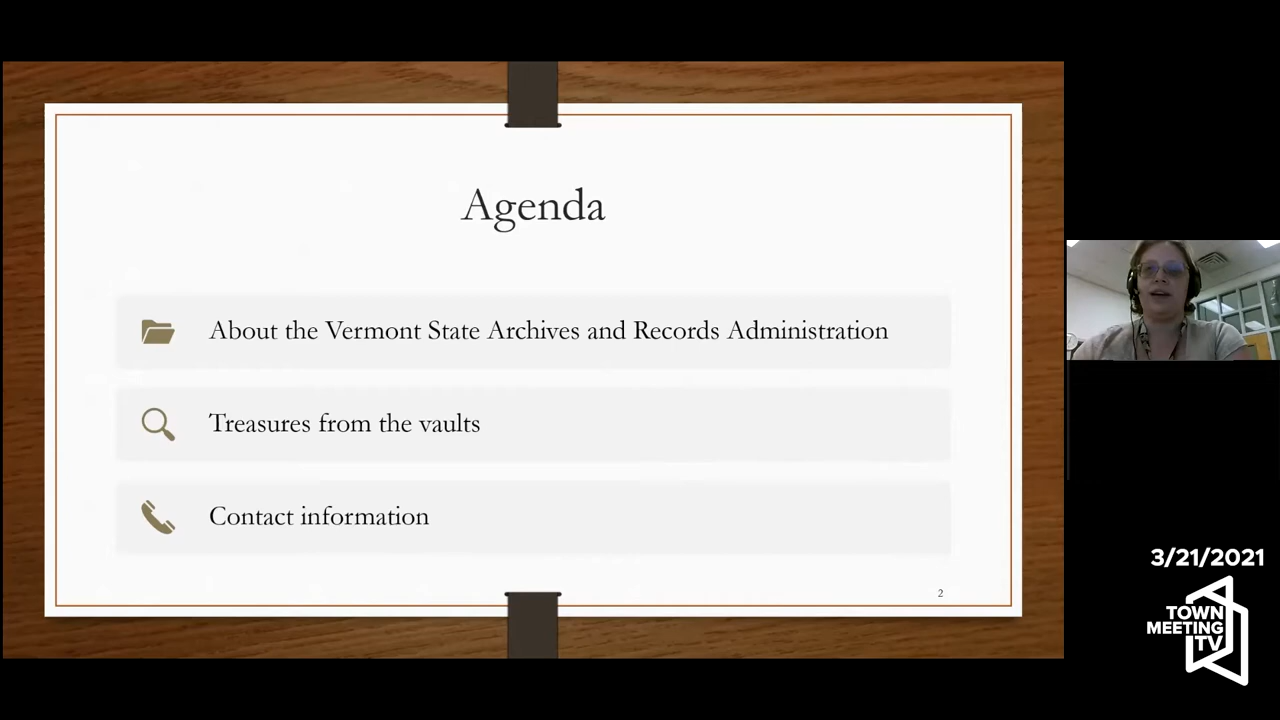 Agenda
About the Vermont State Archives and Records Administration
Treasures from the vaults
Contact information
2
3/21/2021
TOWN
MEETING
TV